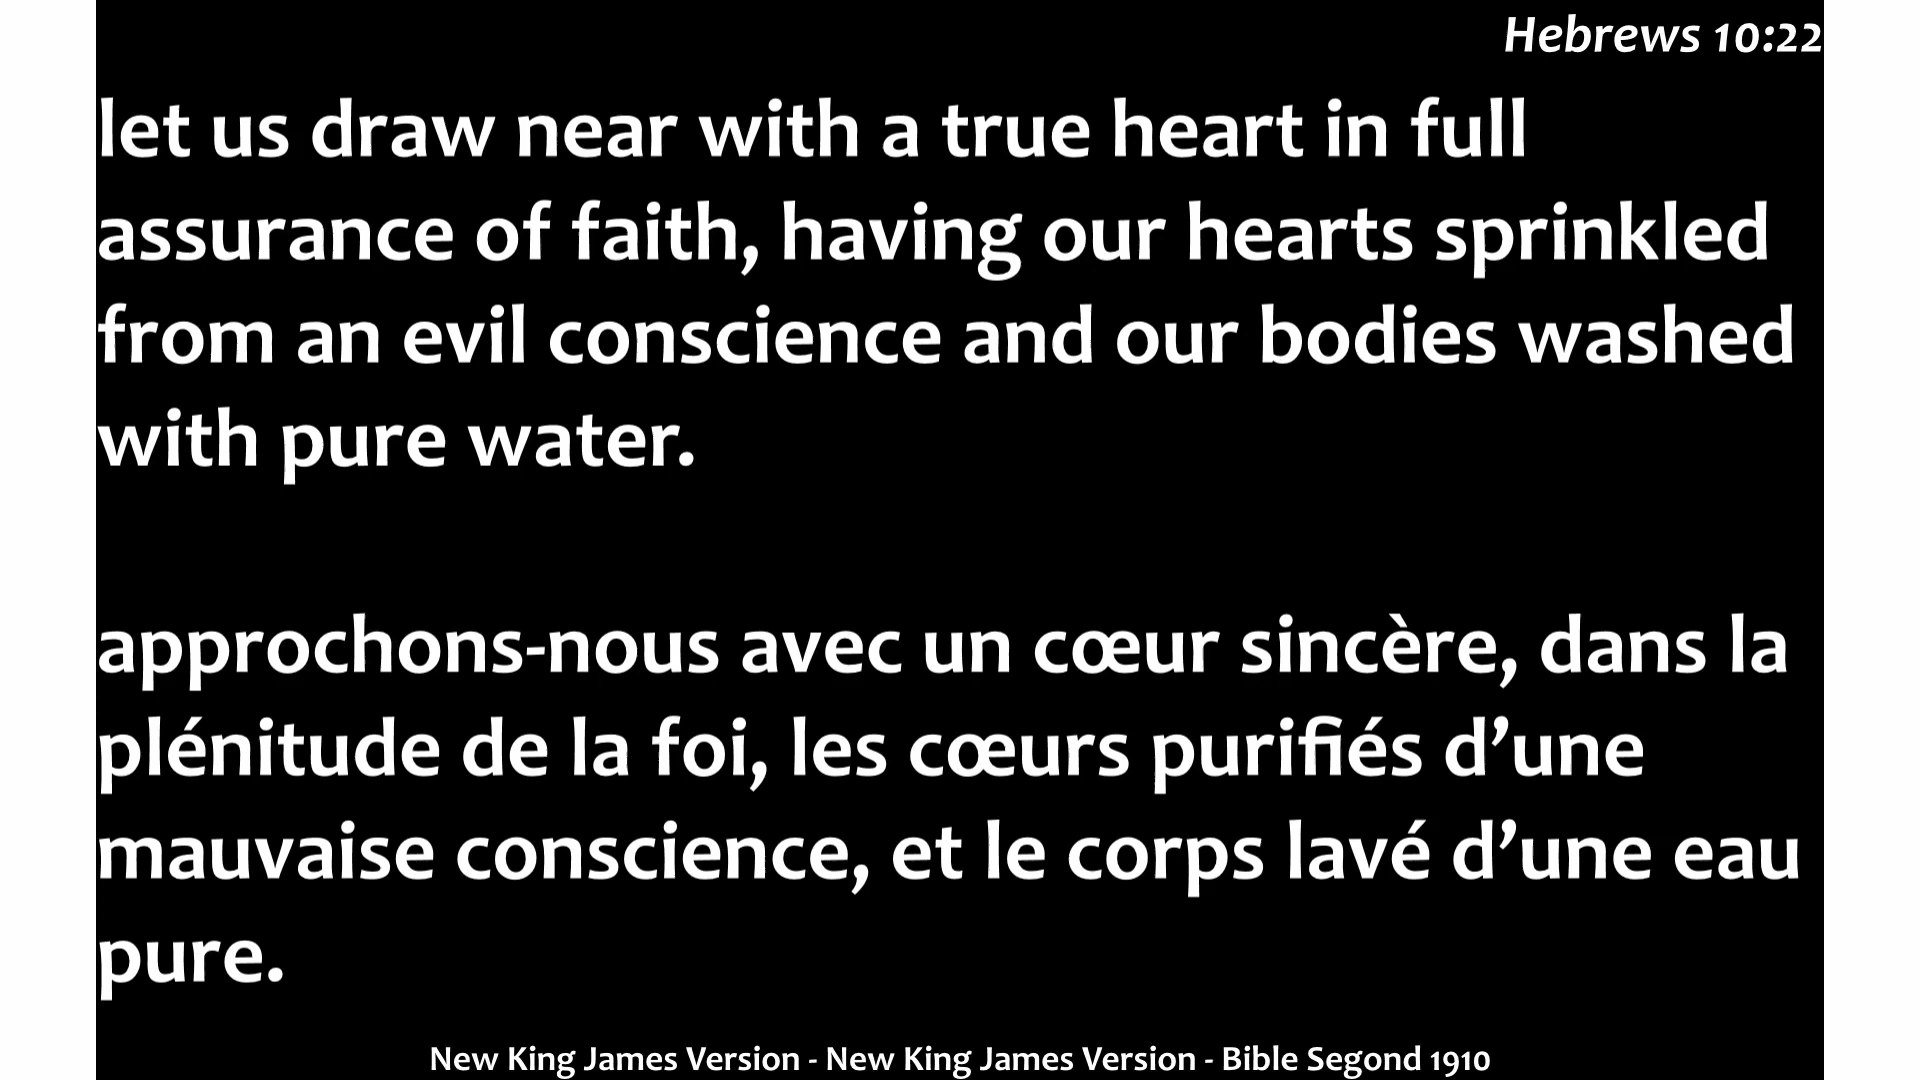 Hebrews 10:22
let us draw near with a true heart in full
assurance of faith, having our hearts sprinkled
from an evil conscience and our bodies washed
with pure water.
approchons-nous avec un cœur sincère, dans la
plénitude de la foi, les cœurs purifiés d’une
mauvaise conscience, et le corps lavé d’une eau
pure.
New King James Version - New King James Version - Bible Segond 1910